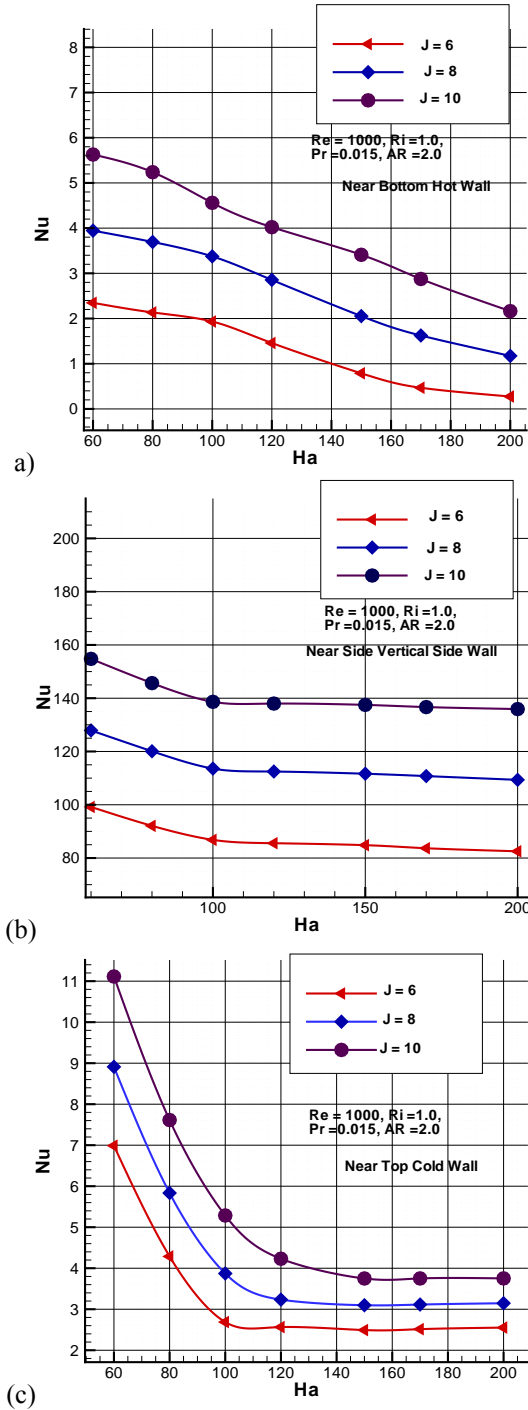 8
7
6
5
4
3
2
1
0
Nu
J = 6
J = 8
J = 10
Re = 1000, Ri =1.0,
Pr =0.015, AR =2.0
Near Bottom Hot Wall
60 80 100 120 140 160 180 200
Ha
a)
200
180
160
140
120
100
80
Nu
J = 6
J = 8
J = 10
Re = 1000, Ri =1.0,
Pr =0.015, AR =2.0
Near Side Vertical Side Wall
100 150 200
Ha
(b)
11
10
9
8
7
6
5
4
3
2
Nu
J = 6
J = 8
J = 10
Re = 1000, Ri =1.0,
Pr =0.015, AR =2.0
Near Top Cold Wall
60 80 100 120 140 160 180 200
Ha
(c)